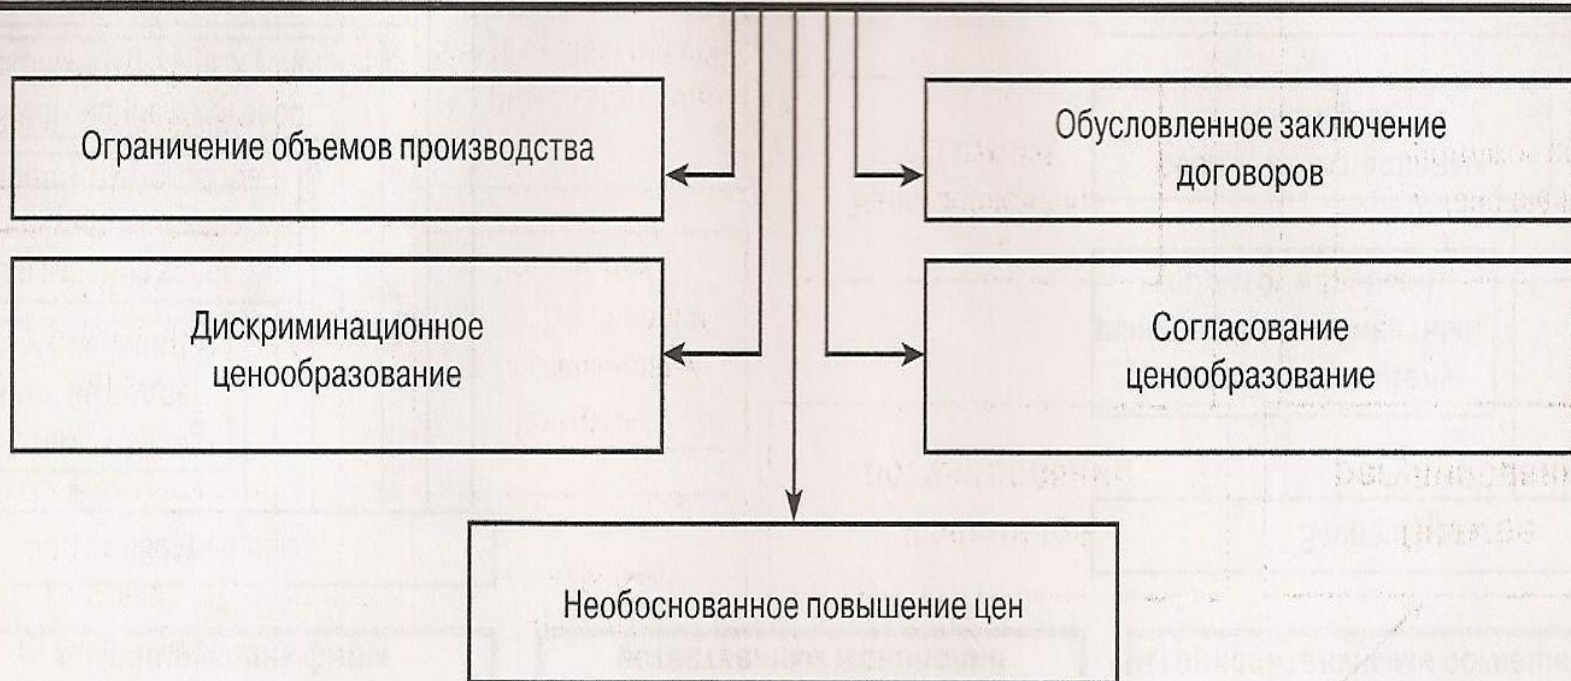 Ограничение объемов производства
Обусловленное заключение
договоров
Дискриминационное
ценообразование
Согласование
ценообразование
Необоснованное повышение цен